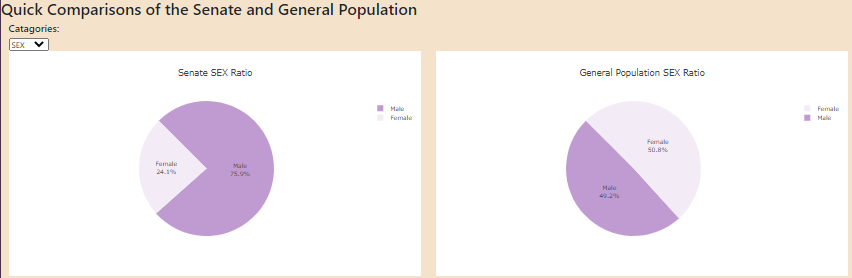 Quick Comparisons of the Senate and General Population
Catagories:
SEX
Senate SEX Ratio
Male
Female
Female
24.1%
Male
75.9%
General Population SEX Ratio
Female
Male
Female
50.8%
Male
49.2%